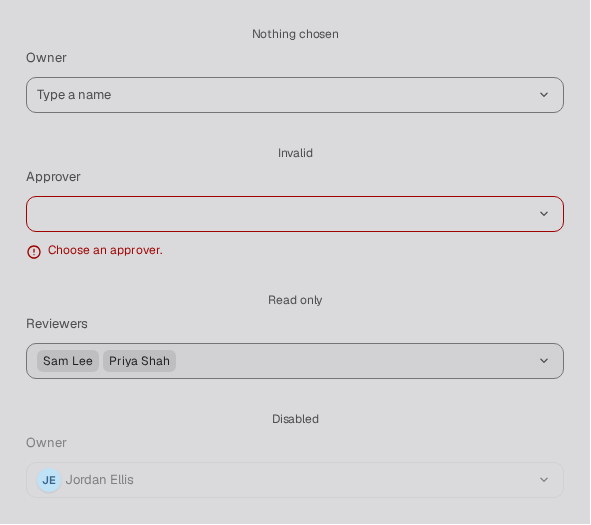 Nothing chosen
Owner
Type a name
Invalid
Approver
Choose an approver.
Read only
Reviewers
Sam Lee Priya Shah
Disabled
Owner
JE Jordan Ellis